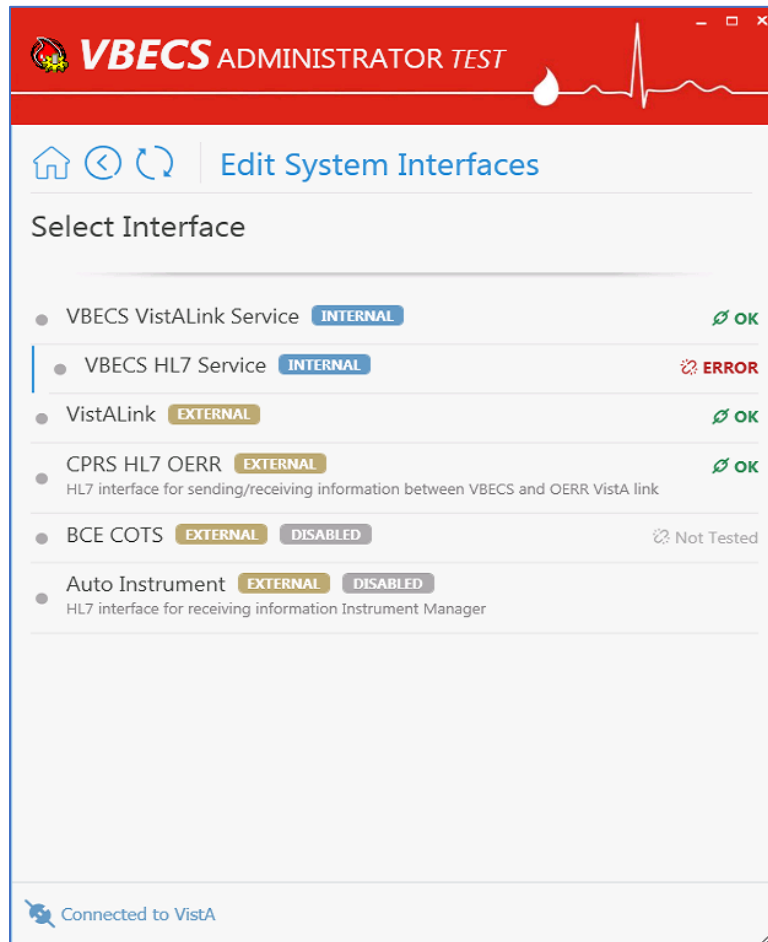 VBECS ADMINISTRATOR TEST
Edit System Interfaces
Select Interface
VBECS VistALink Service INTERNAL OK
VBECS HL7 Service INTERNAL ERROR
VistALink EXTERNAL OK
CPRS HL7 OERR EXTERNAL OK
HL7 interface for sending/receiving information between VBECS and OERR VistA link
BCE COTS EXTERNAL DISABLED Not Tested
Auto Instrument EXTERNAL DISABLED
HL7 interface for receiving information Instrument Manager
Connected to VistA